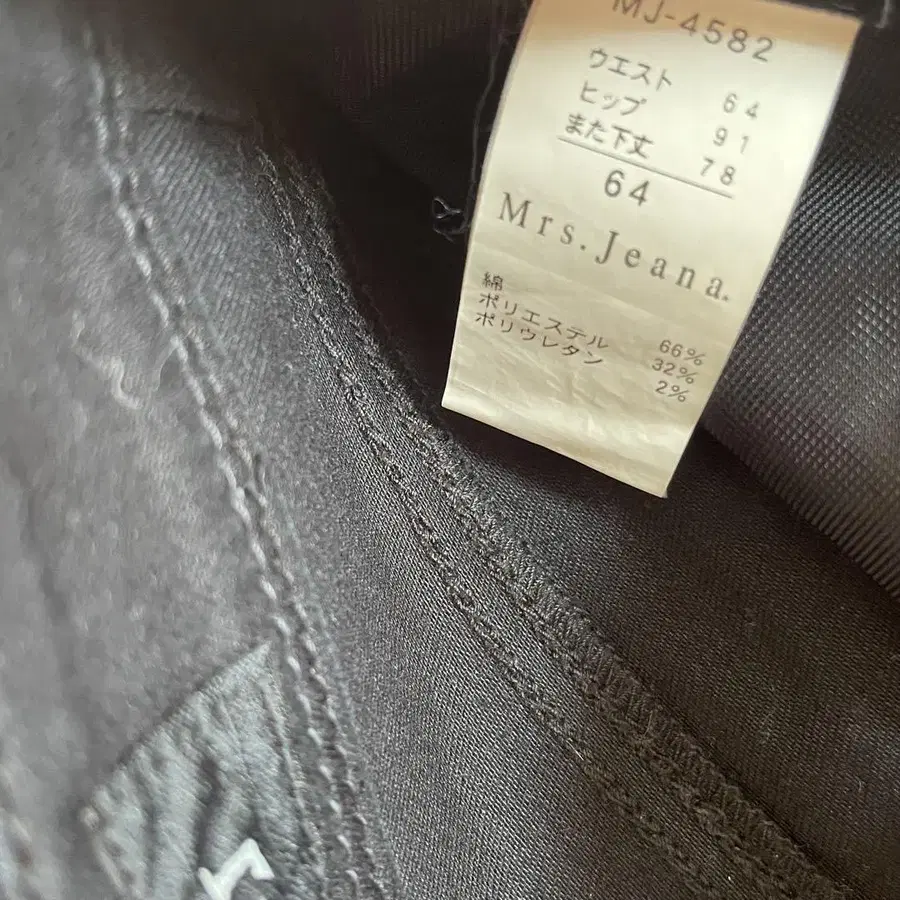 MJ-4582
ウエスト 64
ヒップ 91
また下丈 78
64
Mrs.Jeana.
綿 66%
ポリエステル 32%
ポリウレタン 2%